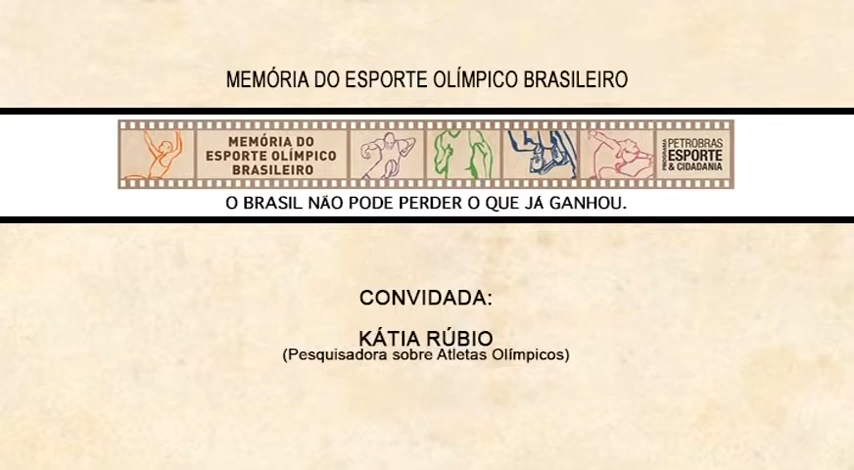 MEMÓRIA DO ESPORTE OLÍMPICO BRASILEIRO
MEMÓRIA DO
ESPORTE OLÍMPICO
BRASILEIRO
PROGRAMA
PETROBRAS
ESPORTE
& CIDADANIA
O BRASIL NÃO PODE PERDER O QUE JÁ GANHOU.
CONVIDADA:
KÁTIA RÚBIO
(Pesquisadora sobre Atletas Olímpicos)